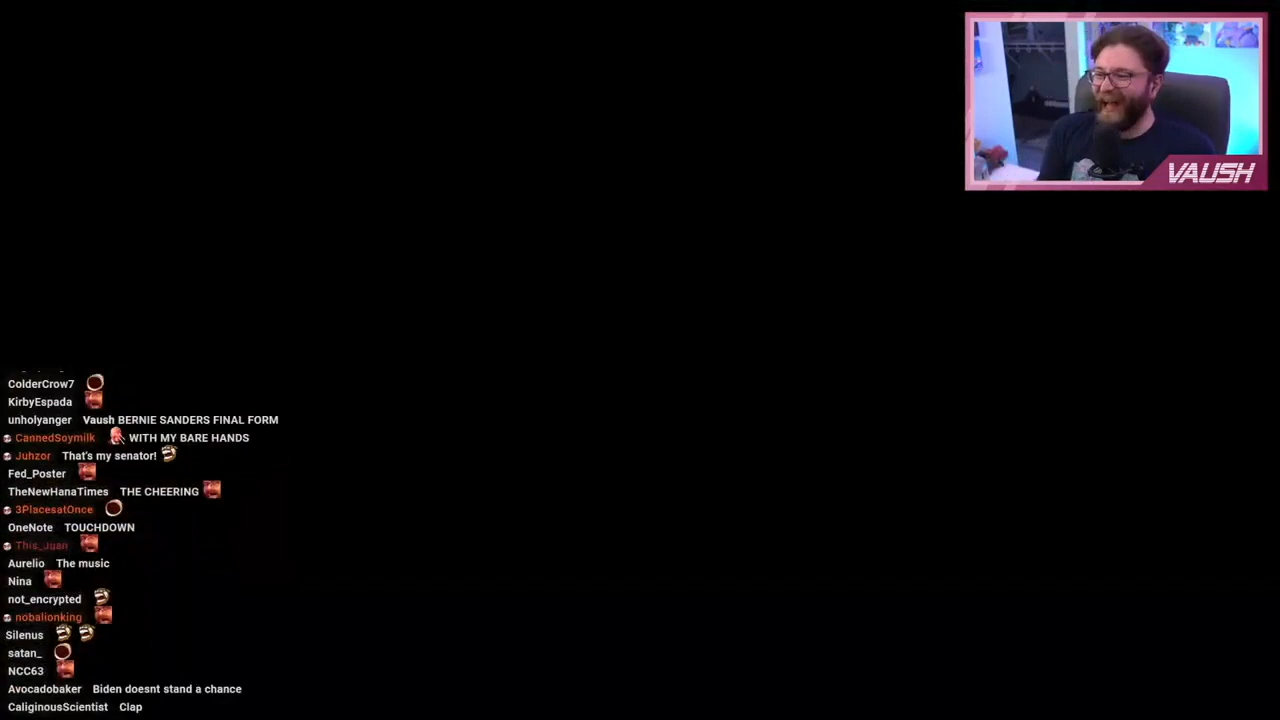 VAUSH
ColderCrow7
KirbyEspada
unholyanger Vaush BERNIE SANDERS FINAL FORM
CannedSoymilk WITH MY BARE HANDS
Juhzor That's my senator!
Fed_Poster
TheNewHanaTimes THE CHEERING
3PlacesatOnce
OneNote TOUCHDOWN
This_Juan
Aurelio The music
Nina
not_encrypted
nobalionking
Silenus
satan_
NCC63
Avocadobaker Biden doesnt stand a chance
CaliginousScientist Clap